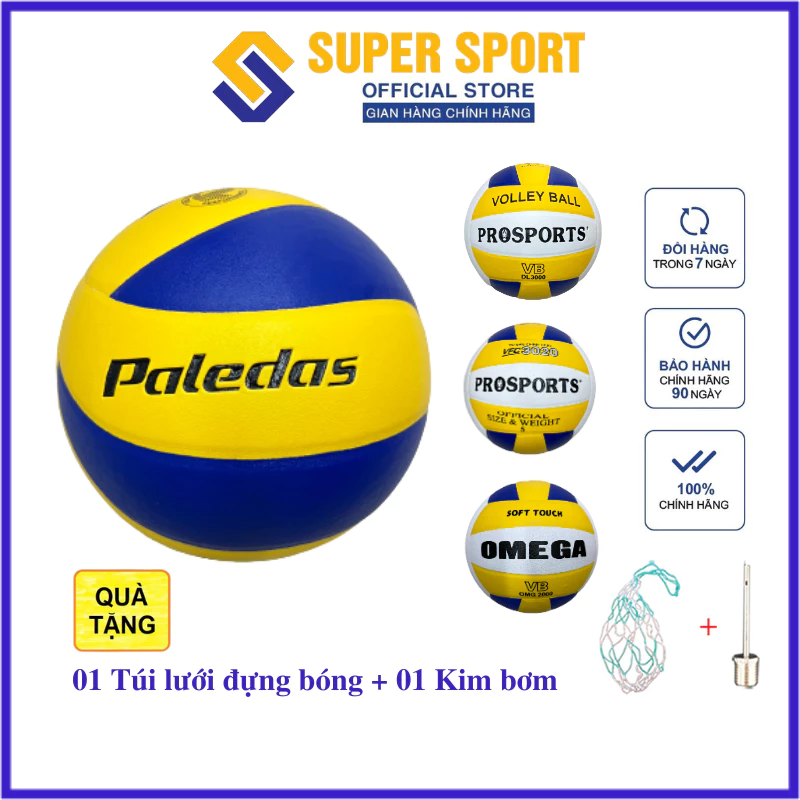 SUPER SPORT
OFFICIAL STORE
GIAN HÀNG CHÍNH HÃNG
Paledas
VOLLEY BALL
PROSPORTS
VB
DL3000
VFC 3020
PROSPORTS
OFFICIAL
SIZE & WEIGHT
5
SOFT TOUCH
OMEGA
VB
OMG 2000
ĐỔI HÀNG
TRONG 7 NGÀY
BẢO HÀNH
CHÍNH HÃNG
90 NGÀY
100%
CHÍNH HÃNG
QUÀ
TẶNG
+
01 Túi lưới đựng bóng + 01 Kim bơm